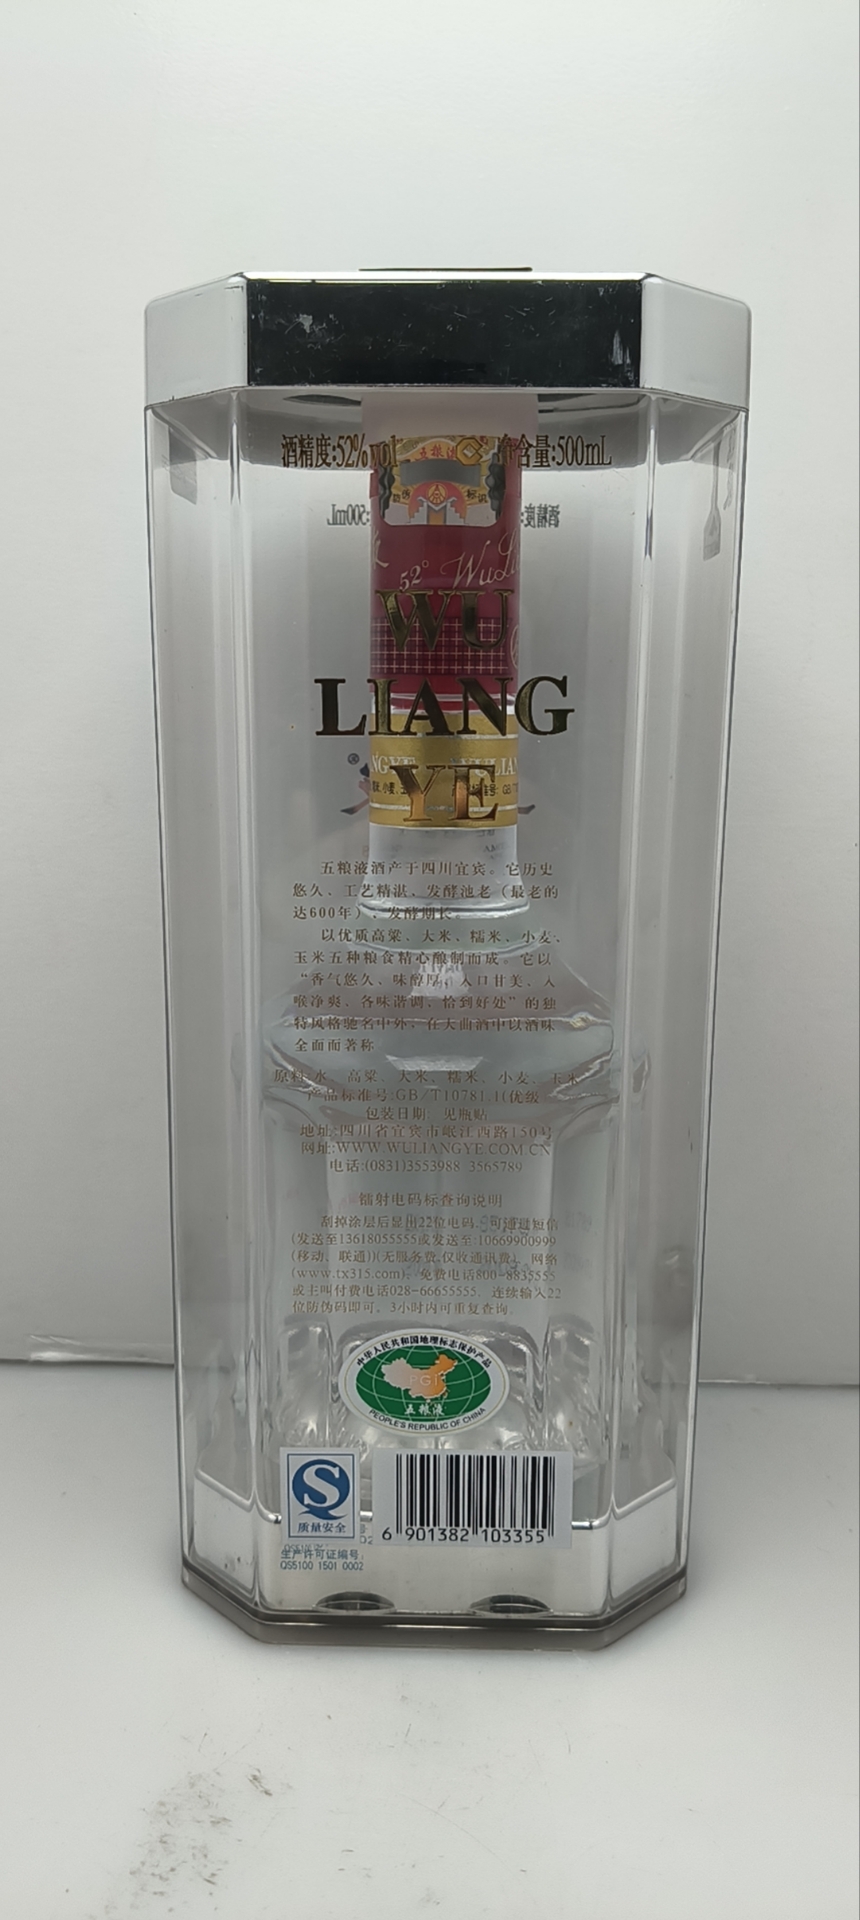 酒精度:52%vol 净含量:500mL
五粮液
防伪 标识
52° WuLi
WU
LIANG
YE
五粮液酒产于四川宜宾。它历史
悠久、工艺精湛，发酵池老（最老的
达600年），发酵期长。
以优质高粱、大米、糯米、小麦、
玉米五种粮食精心酿制而成。它以
“香气悠久、味醇厚、入口甘美、入
喉净爽、各味谐调、恰到好处”的独
特风格驰名中外，在大曲酒中以酒味
全面而著称
原料:水、高粱、大米、糯米、小麦、玉米
产品标准号:GB/T10781.1(优级
包装日期: 见瓶贴
地址:四川省宜宾市岷江西路150号
网址:WWW.WULIANGYE.COM.CN
电话:(0831)3553988 3565789
镭射电码标查询说明
刮掉涂层后显出22位电码，可通过短信
(发送至13618055555或发送至:10669900999
(移动、联通))(无服务费,仅收通讯费)、网络
(www.tx315.com)、免费电话800-8835555
或主叫付费电话028-66655555，连续输入22
位防伪码即可。3小时内可重复查询。
中华人民共和国地理标志保护产品
PGI
五粮液
PEOPLE'S REPUBLIC OF CHINA
质量安全
生产许可证编号:
QS5100 1501 0002
6 901382 103355